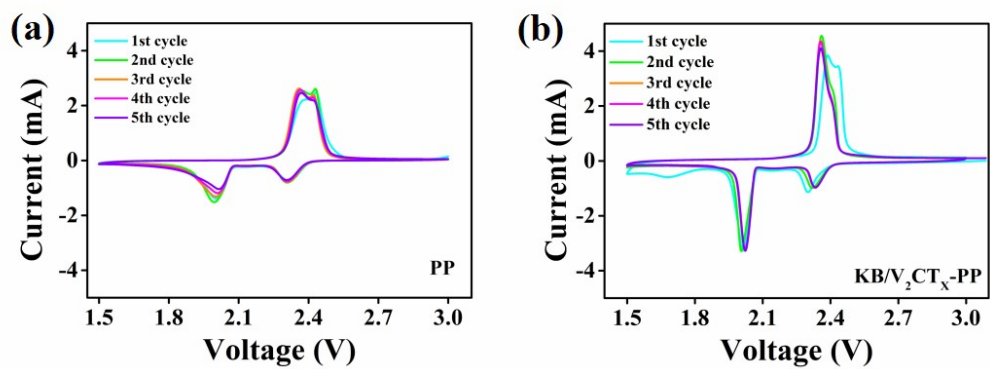 (a)
1st cycle
2nd cycle
3rd cycle
4th cycle
5th cycle
4
2
0
-2
-4
Current (mA)
PP
1.5 1.8 2.1 2.4 2.7 3.0
Voltage (V)
(b)
1st cycle
2nd cycle
3rd cycle
4th cycle
5th cycle
4
2
0
-2
-4
Current (mA)
KB/V₂CTₓ-PP
1.5 1.8 2.1 2.4 2.7 3.0
Voltage (V)